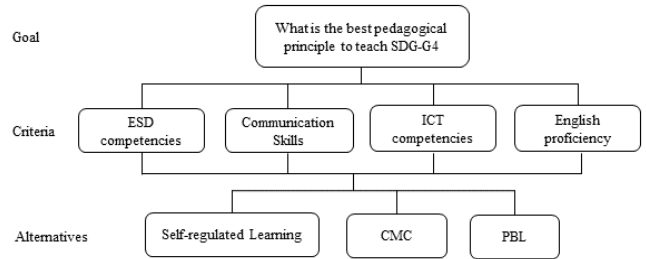 Goal
What is the best pedagogical
principle to teach SDG-G4
Criteria
ESD
competencies
Communication
Skills
ICT
competencies
English
proficiency
Alternatives
Self-regulated Learning
CMC
PBL